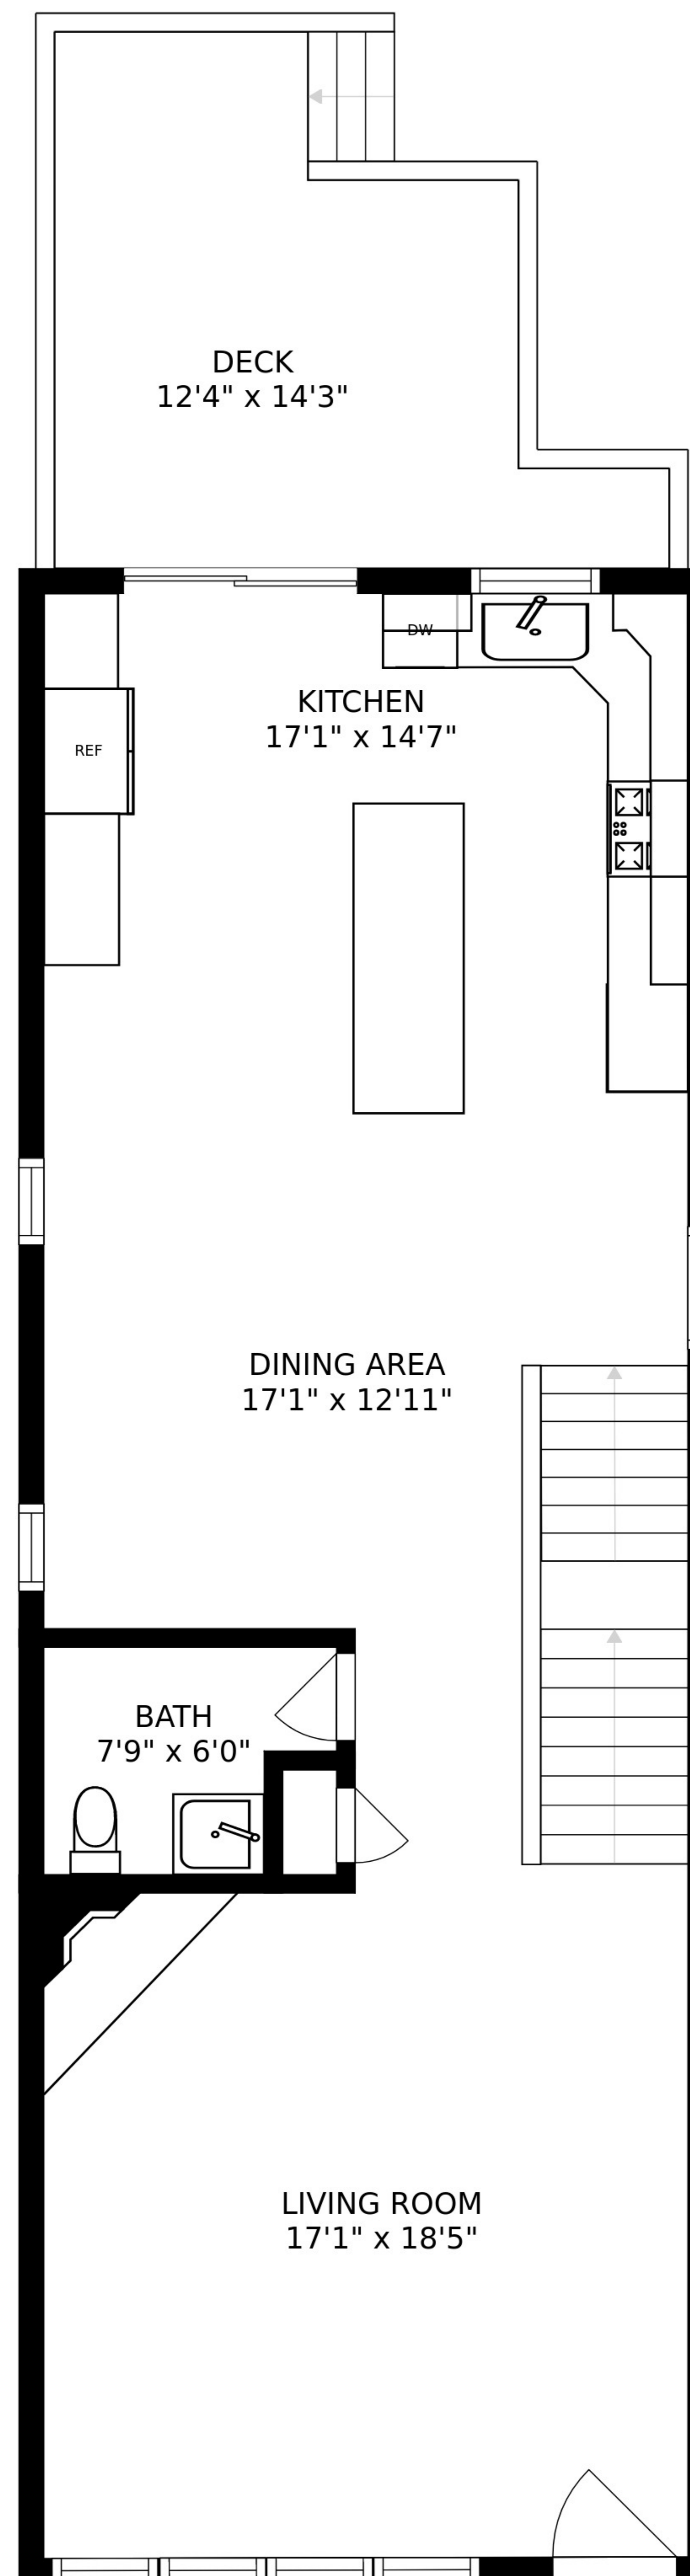 DECK
12'4" x 14'3"
DW
KITCHEN
17'1" x 14'7"
REF
DINING AREA
17'1" x 12'11"
BATH
7'9" x 6'0"
LIVING ROOM
17'1" x 18'5"